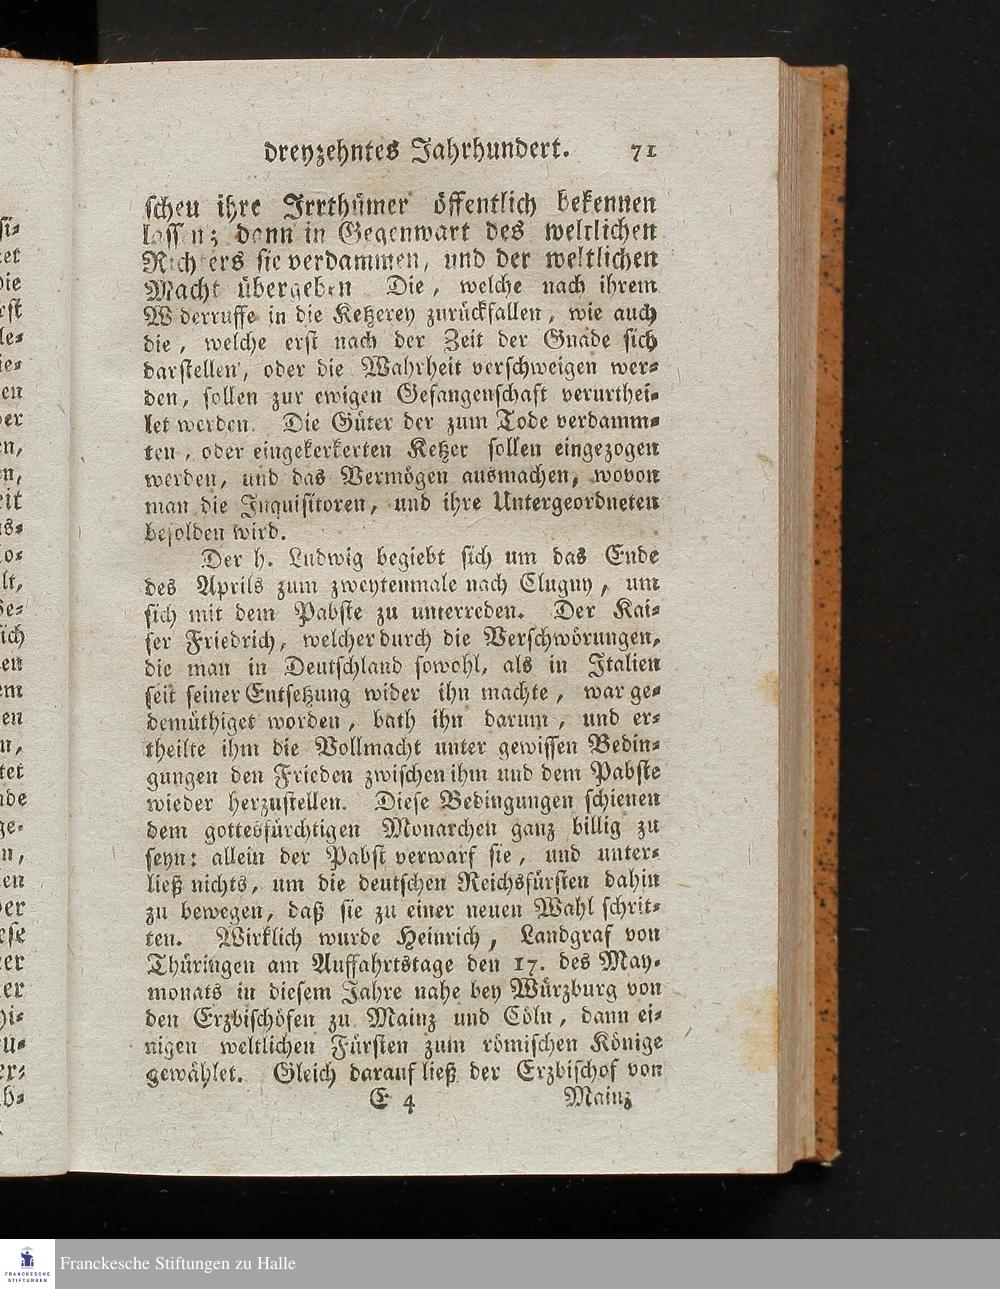 dreyzehntes Jahrhundert. 71
schen ihre Irrthümer öffentlich bekennen
lassen; dann in Gegenwart des weltlichen
Richters sie verdammen, und der weltlichen
Macht übergeben Die, welche nach ihrem
Widerruffe in die Ketzerey zurückfallen, wie auch
die, welche erst nach der Zeit der Gnade sich
darstellen, oder die Wahrheit verschweigen wer-
den, sollen zur ewigen Gefangenschaft verurthei-
let werden. Die Güter der zum Tode verdamm-
ten, oder eingekerkerten Ketzer sollen eingezogen
werden, und das Vermögen ausmachen, wovon
man die Inquisitoren, und ihre Untergeordneten
besolden wird.
Der h. Ludwig begiebt sich um das Ende
des Aprils zum zweytenmale nach Clugny, um
sich mit dem Pabste zu unterreden. Der Kai-
ser Friedrich, welcher durch die Verschwörungen,
die man in Deutschland sowohl, als in Italien
seit seiner Entsetzung wider ihn machte, war ge-
demüthiget worden, bath ihn darum, und er-
theilte ihm die Vollmacht unter gewissen Bedin-
gungen den Frieden zwischen ihm und dem Pabste
wieder herzustellen. Diese Bedingungen schienen
dem gottesfürchtigen Monarchen ganz billig zu
seyn: allein der Pabst verwarf sie, und unter-
ließ nichts, um die deutschen Reichsfürsten dahin
zu bewegen, daß sie zu einer neuen Wahl schrit-
ten. Wirklich wurde Heinrich, Landgraf von
Thüringen am Auffahrtstage den 17. des May-
monats in diesem Jahre nahe bey Würzburg von
den Erzbischöfen zu Mainz und Cöln, dann ei-
nigen weltlichen Fürsten zum römischen Könige
gewählet. Gleich darauf ließ der Erzbischof von
E 4 Mainz
Franckesche Stiftungen zu Halle
FRANCKESCHE
STIFTUNGEN